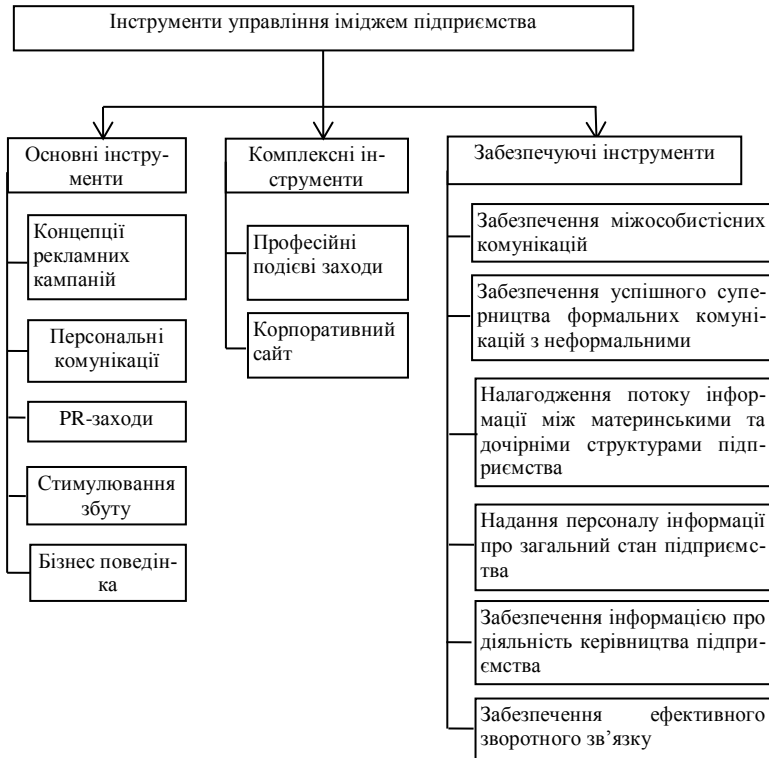 Інструменти управління іміджем підприємства
Основні інстру-
менти
Концепції
рекламних
кампаній
Персональні
комунікації
PR-заходи
Стимулювання
збуту
Бізнес поведін-
ка
Комплексні ін-
струменти
Професійні
подієві заходи
Корпоративний
сайт
Забезпечуючі інструменти
Забезпечення міжособистісних
комунікацій
Забезпечення успішного супе-
рництва формальних комуні-
кацій з неформальними
Налагодження потоку інфор-
мації між материнськими та
дочірніми структурами підп-
риємства
Надання персоналу інформації
про загальний стан підприємс-
тва
Забезпечення інформацією про
діяльність керівництва підпри-
ємства
Забезпечення ефективного
зворотного зв’язку